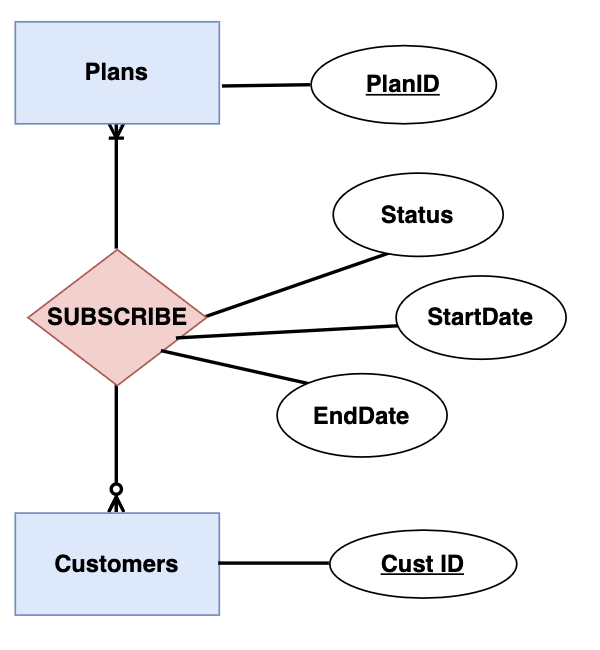 Plans
PlanID
Status
SUBSCRIBE
StartDate
EndDate
Customers
Cust ID